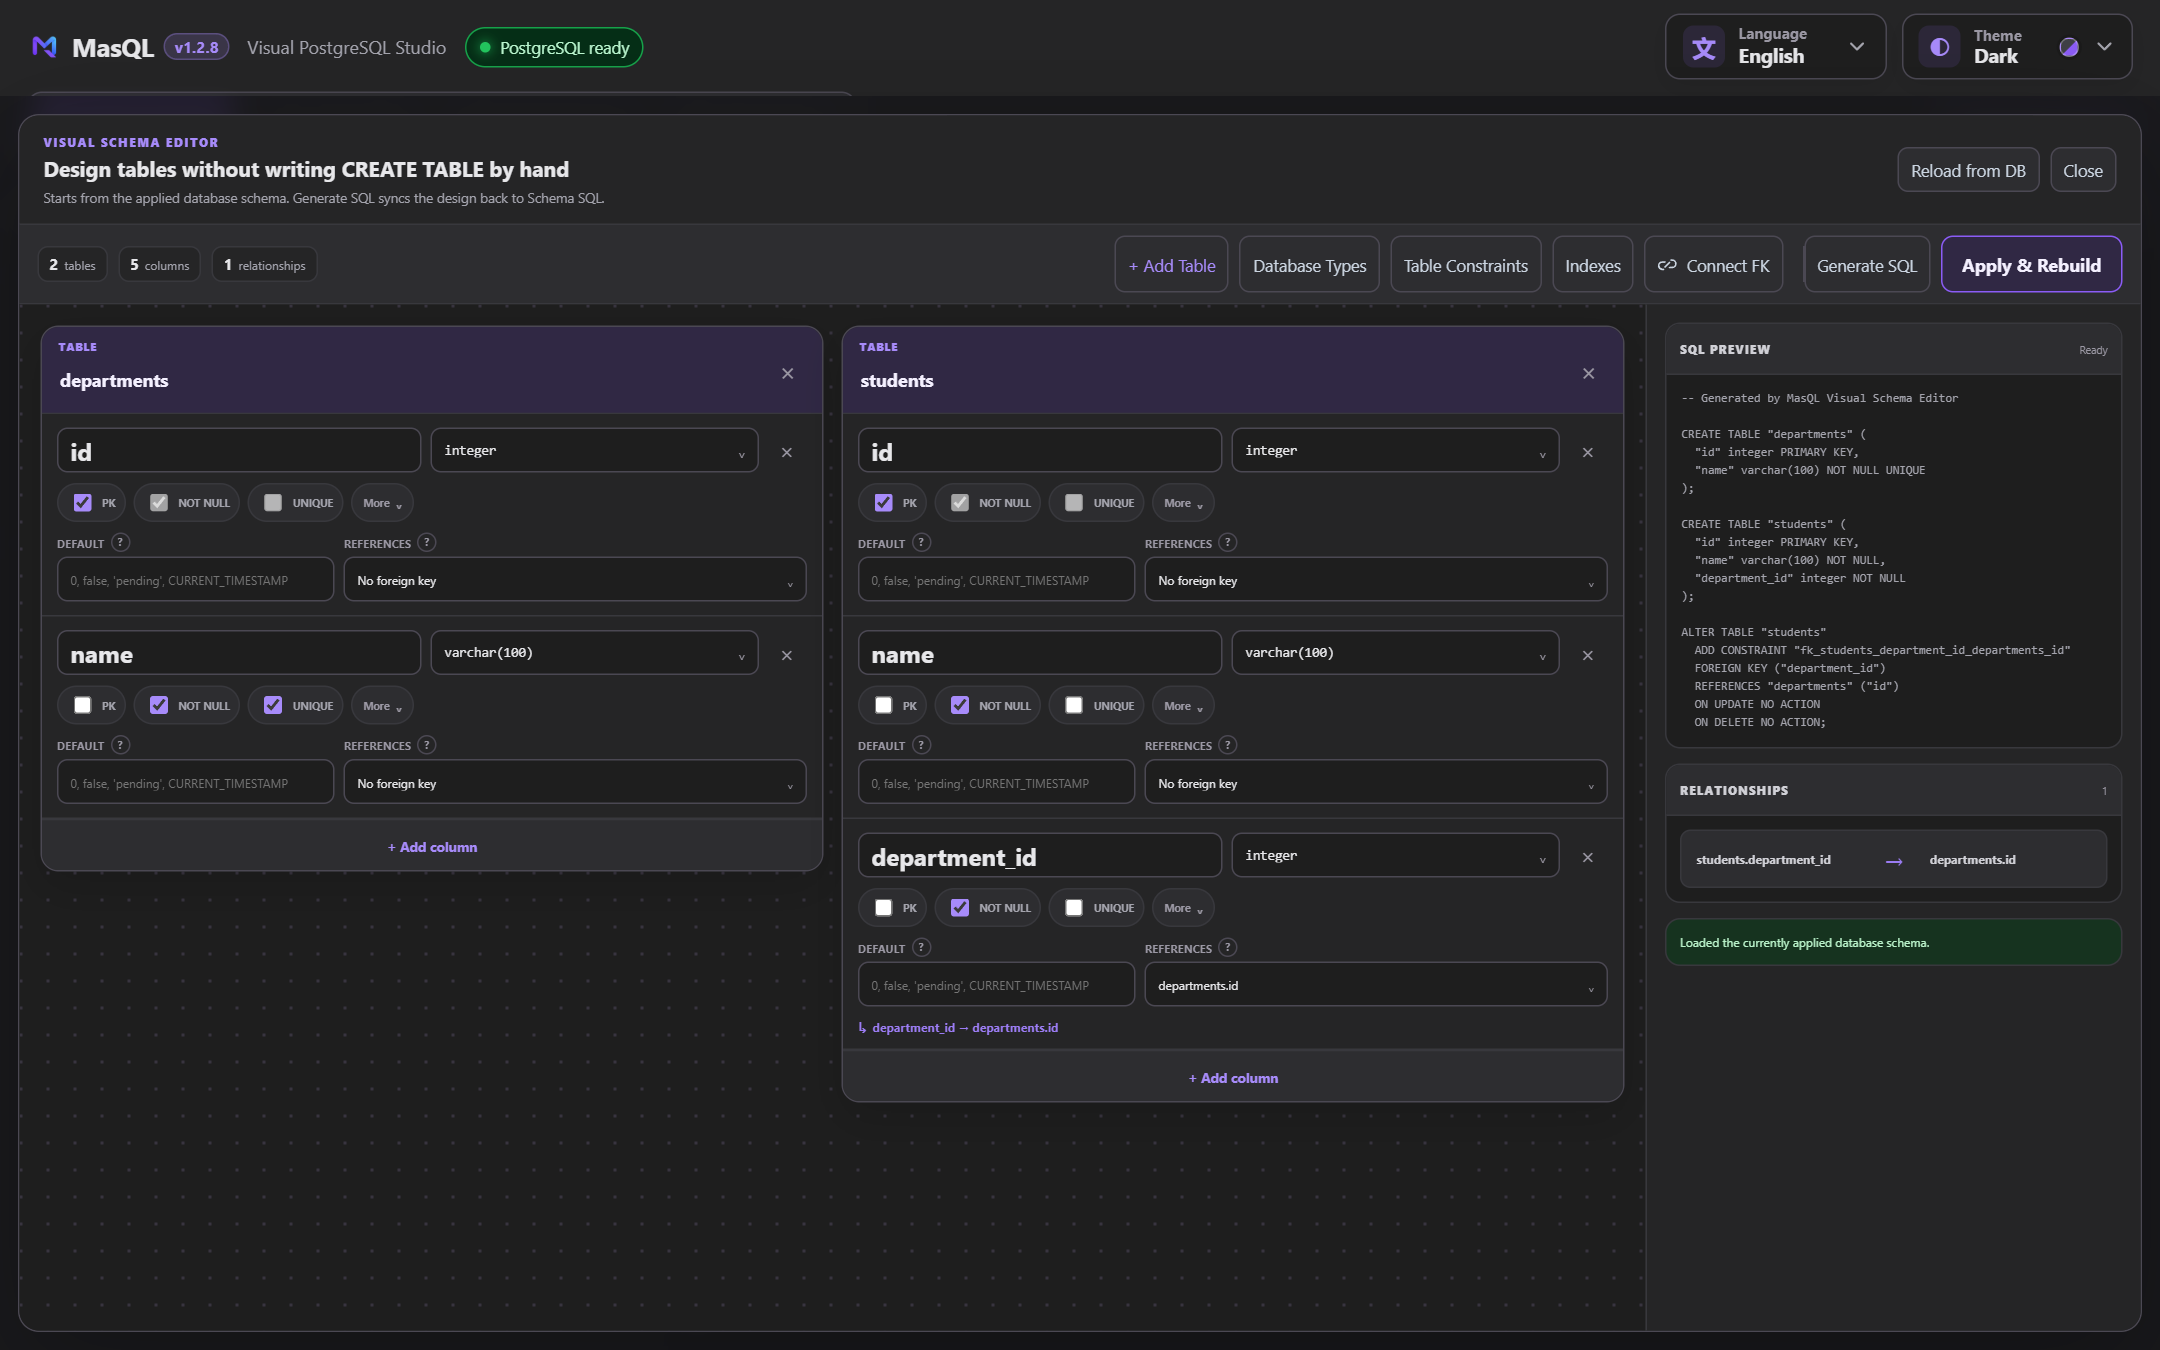 MasQL v1.2.8 Visual PostgreSQL Studio PostgreSQL ready
Language
English
Theme
Dark
VISUAL SCHEMA EDITOR
Design tables without writing CREATE TABLE by hand
Starts from the applied database schema. Generate SQL syncs the design back to Schema SQL.
Reload from DB
Close
2 tables
5 columns
1 relationships
+ Add Table
Database Types
Table Constraints
Indexes
Connect FK
Generate SQL
Apply & Rebuild
TABLE
departments
id
integer
PK
NOT NULL
UNIQUE
More
DEFAULT ?
REFERENCES ?
0, false, 'pending', CURRENT_TIMESTAMP
No foreign key
name
varchar(100)
PK
NOT NULL
UNIQUE
More
DEFAULT ?
REFERENCES ?
0, false, 'pending', CURRENT_TIMESTAMP
No foreign key
+ Add column
TABLE
students
id
integer
PK
NOT NULL
UNIQUE
More
DEFAULT ?
REFERENCES ?
0, false, 'pending', CURRENT_TIMESTAMP
No foreign key
name
varchar(100)
PK
NOT NULL
UNIQUE
More
DEFAULT ?
REFERENCES ?
0, false, 'pending', CURRENT_TIMESTAMP
No foreign key
department_id
integer
PK
NOT NULL
UNIQUE
More
DEFAULT ?
REFERENCES ?
0, false, 'pending', CURRENT_TIMESTAMP
departments.id
↳ department_id → departments.id
+ Add column
SQL PREVIEW
Ready
-- Generated by MasQL Visual Schema Editor
CREATE TABLE "departments" (
"id" integer PRIMARY KEY,
"name" varchar(100) NOT NULL UNIQUE
);
CREATE TABLE "students" (
"id" integer PRIMARY KEY,
"name" varchar(100) NOT NULL,
"department_id" integer NOT NULL
);
ALTER TABLE "students"
ADD CONSTRAINT "fk_students_department_id_departments_id"
FOREIGN KEY ("department_id")
REFERENCES "departments" ("id")
ON UPDATE NO ACTION
ON DELETE NO ACTION;
RELATIONSHIPS
1
students.department_id → departments.id
Loaded the currently applied database schema.